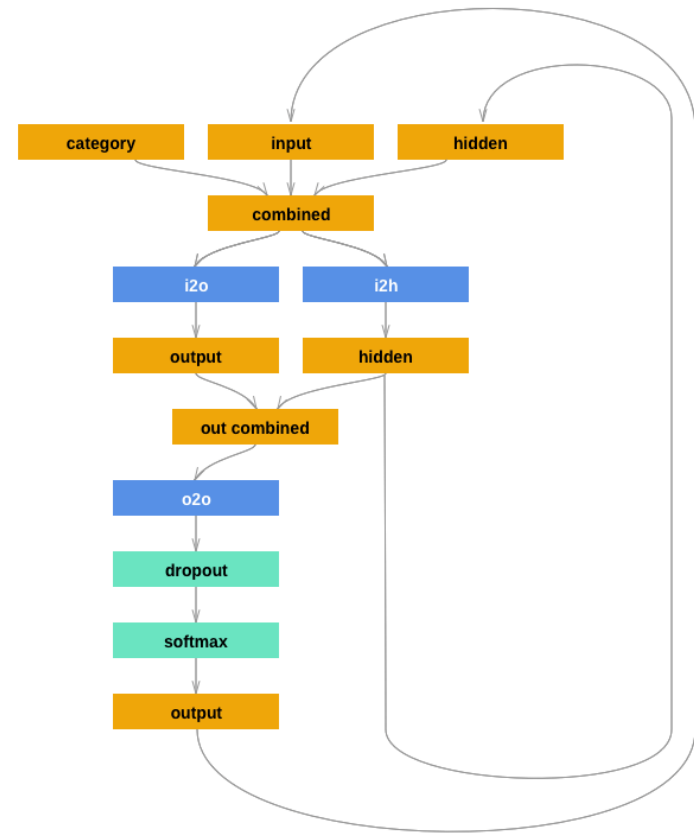 category
input
hidden
combined
i2o
i2h
output
hidden
out combined
o2o
dropout
softmax
output